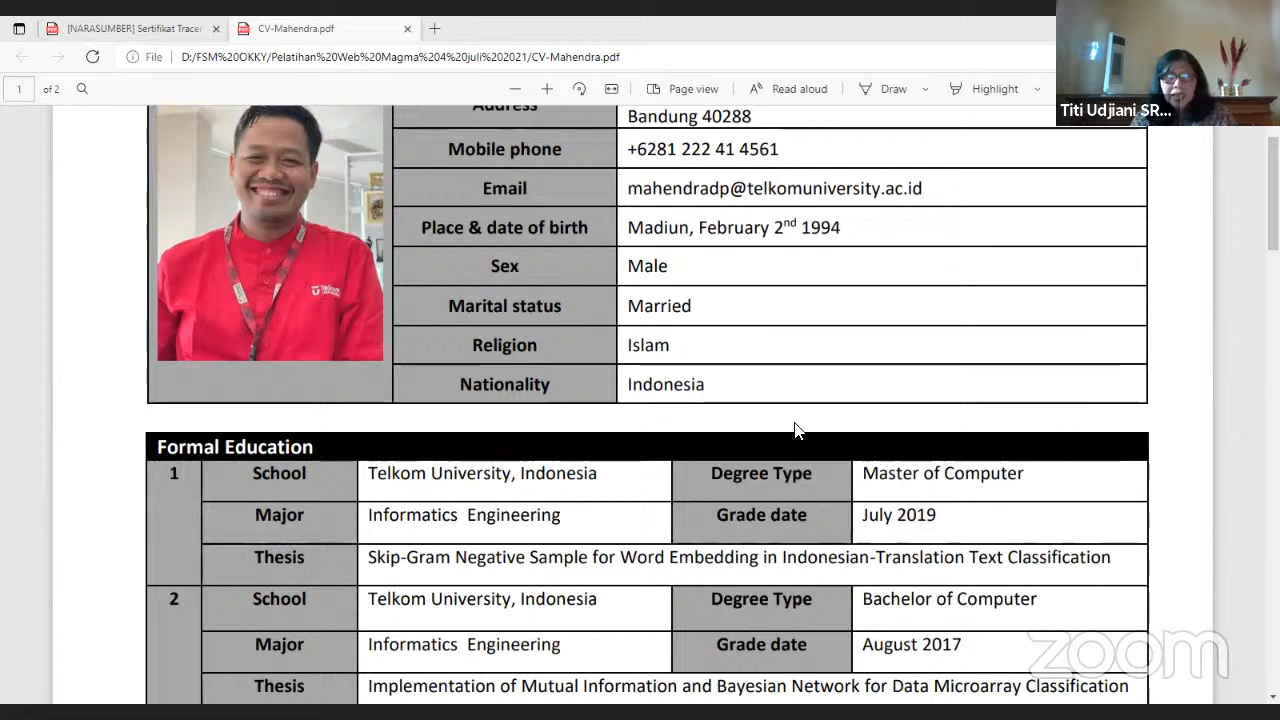 [NARASUMBER] Sertifikat Tracer
CV-Mahendra.pdf
File D:/FSM%20OKKY/Pelatihan%20Web%20Magma%204%20juli%202021/CV-Mahendra.pdf
1 of 2 Page view Read aloud Draw Highlight
Titi Udjiani SR...
Address
Bandung 40288
Mobile phone +6281 222 41 4561
Email mahendradp@telkomuniversity.ac.id
Place & date of birth Madiun, February 2nd 1994
Sex Male
Marital status Married
Religion Islam
Nationality Indonesia
Telkom
Formal Education
1 School Telkom University, Indonesia Degree Type Master of Computer
Major Informatics Engineering Grade date July 2019
Thesis Skip-Gram Negative Sample for Word Embedding in Indonesian-Translation Text Classification
2 School Telkom University, Indonesia Degree Type Bachelor of Computer
Major Informatics Engineering Grade date August 2017
Thesis Implementation of Mutual Information and Bayesian Network for Data Microarray Classification
zoom